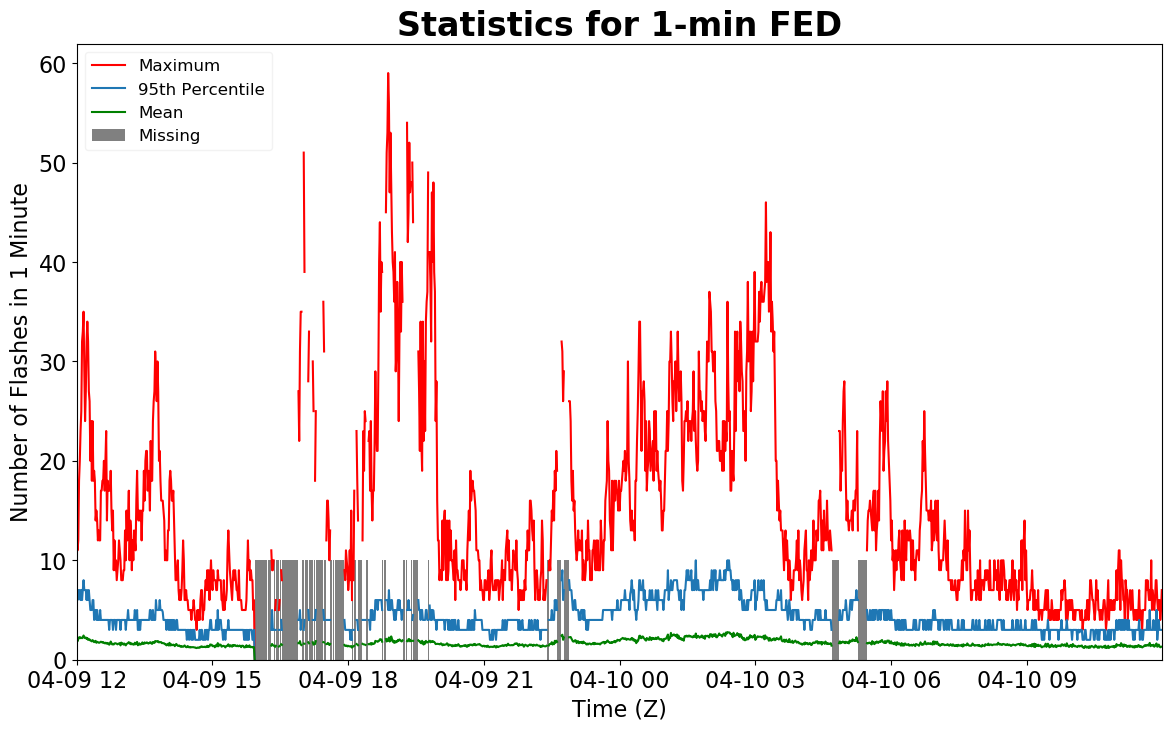 Statistics for 1-min FED
Maximum
95th Percentile
Mean
Missing
Number of Flashes in 1 Minute
60
50
40
30
20
10
0
04-09 12
04-09 15
04-09 18
04-09 21
04-10 00
04-10 03
04-10 06
04-10 09
Time (Z)